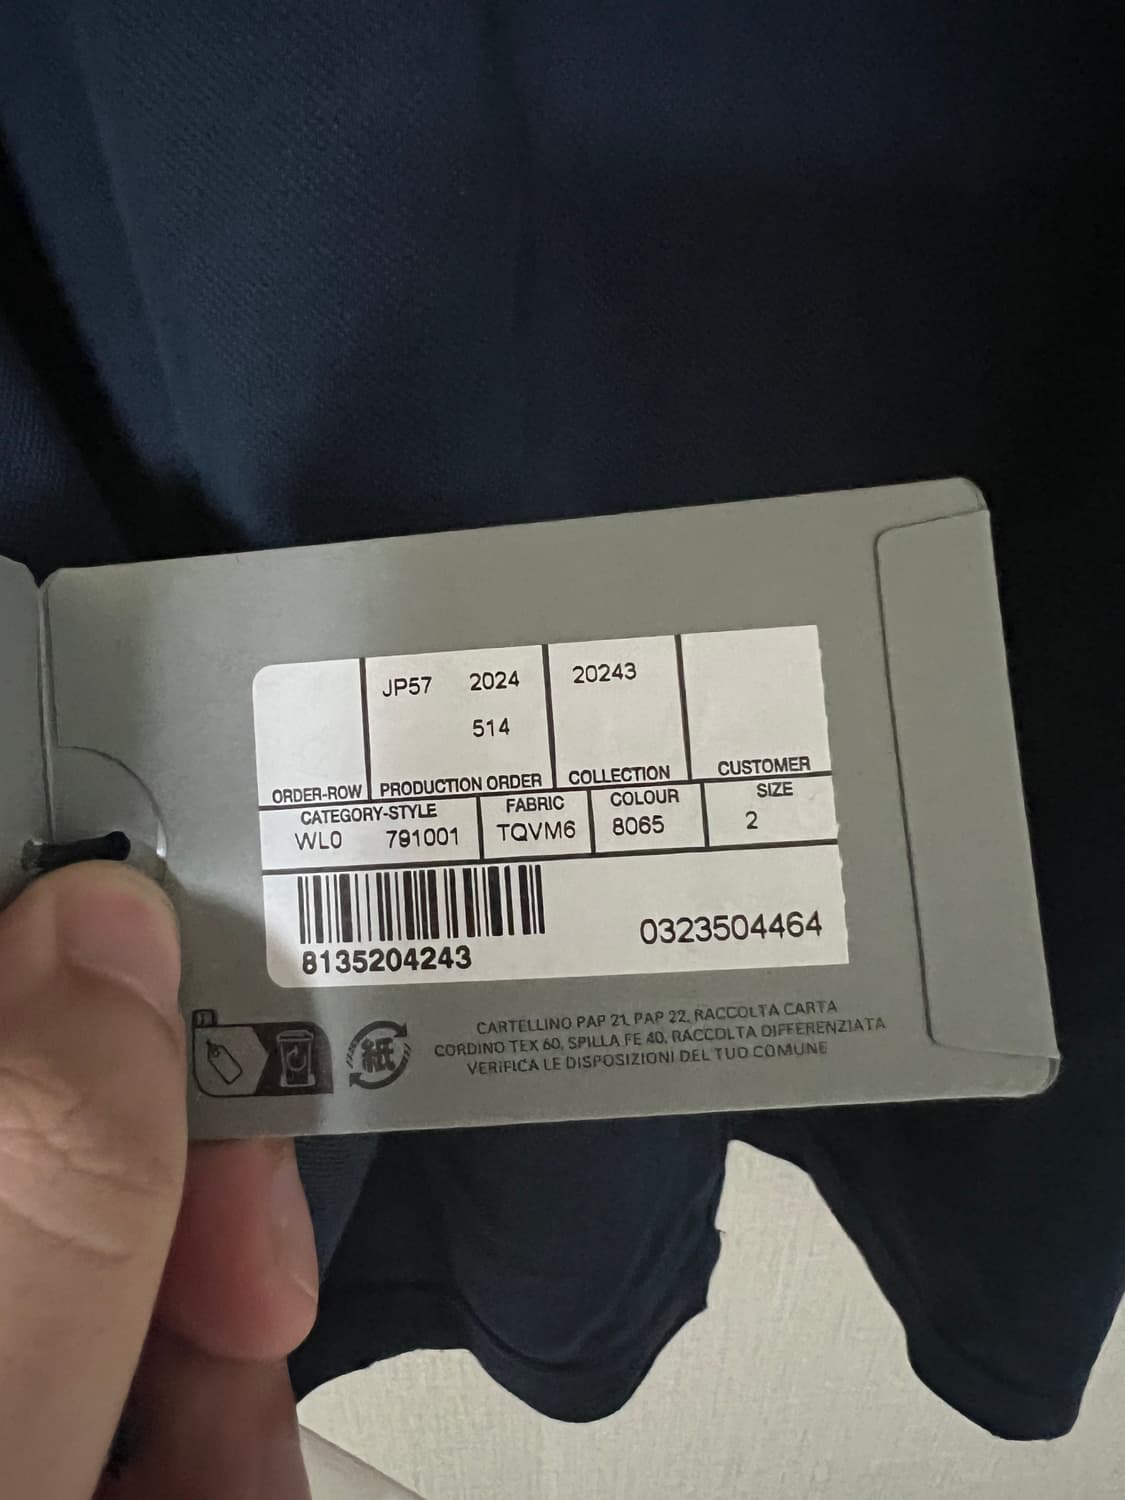 JP57 2024 20243
514
ORDER-ROW PRODUCTION ORDER COLLECTION CUSTOMER
CATEGORY-STYLE FABRIC COLOUR SIZE
WL0 791001 TQVM6 8065 2
8135204243 0323504464
紙
CARTELLINO PAP 21, PAP 22, RACCOLTA CARTA
CORDINO TEX 60, SPILLA FE 40, RACCOLTA DIFFERENZIATA
VERIFICA LE DISPOSIZIONI DEL TUO COMUNE